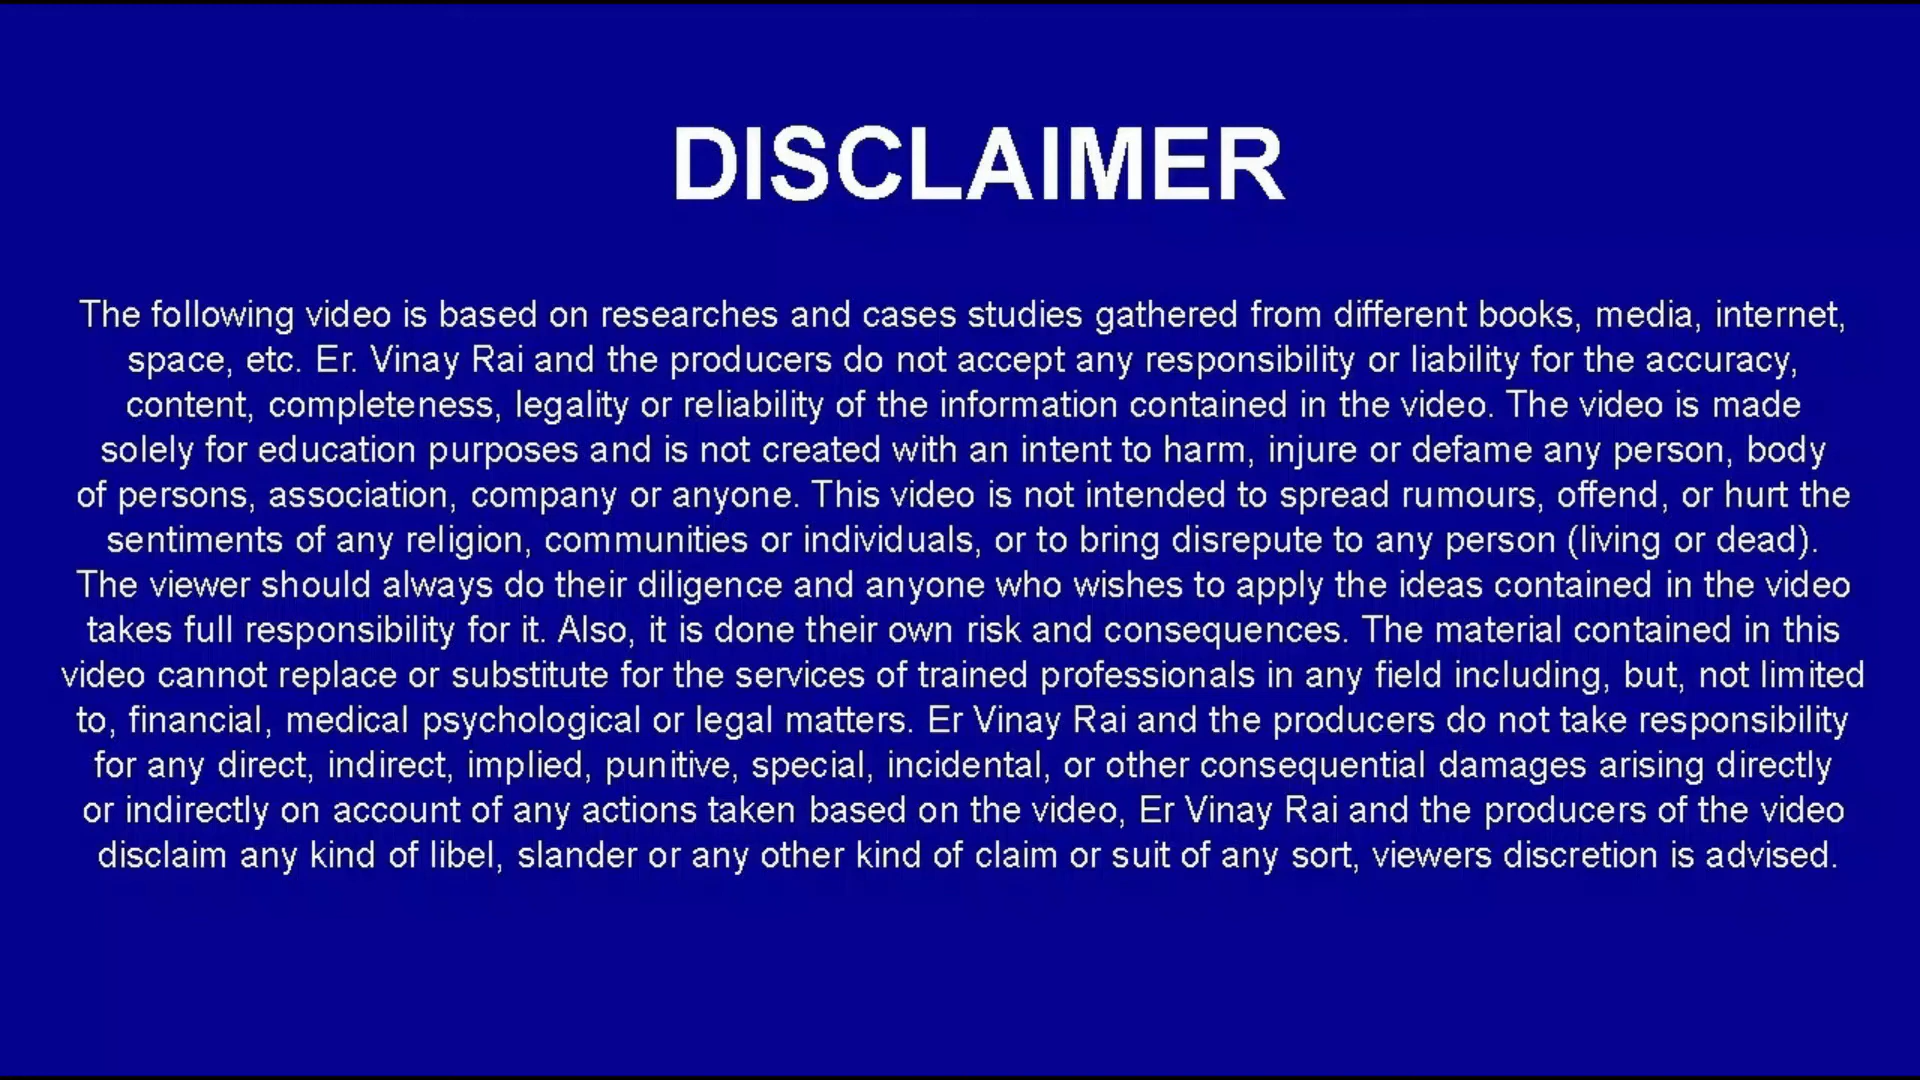 DISCLAIMER
The following video is based on researches and cases studies gathered from different books, media, internet,
space, etc. Er. Vinay Rai and the producers do not accept any responsibility or liability for the accuracy,
content, completeness, legality or reliability of the information contained in the video. The video is made
solely for education purposes and is not created with an intent to harm, injure or defame any person, body
of persons, association, company or anyone. This video is not intended to spread rumours, offend, or hurt the
sentiments of any religion, communities or individuals, or to bring disrepute to any person (living or dead).
The viewer should always do their diligence and anyone who wishes to apply the ideas contained in the video
takes full responsibility for it. Also, it is done their own risk and consequences. The material contained in this
video cannot replace or substitute for the services of trained professionals in any field including, but, not limited
to, financial, medical psychological or legal matters. Er Vinay Rai and the producers do not take responsibility
for any direct, indirect, implied, punitive, special, incidental, or other consequential damages arising directly
or indirectly on account of any actions taken based on the video, Er Vinay Rai and the producers of the video
disclaim any kind of libel, slander or any other kind of claim or suit of any sort, viewers discretion is advised.